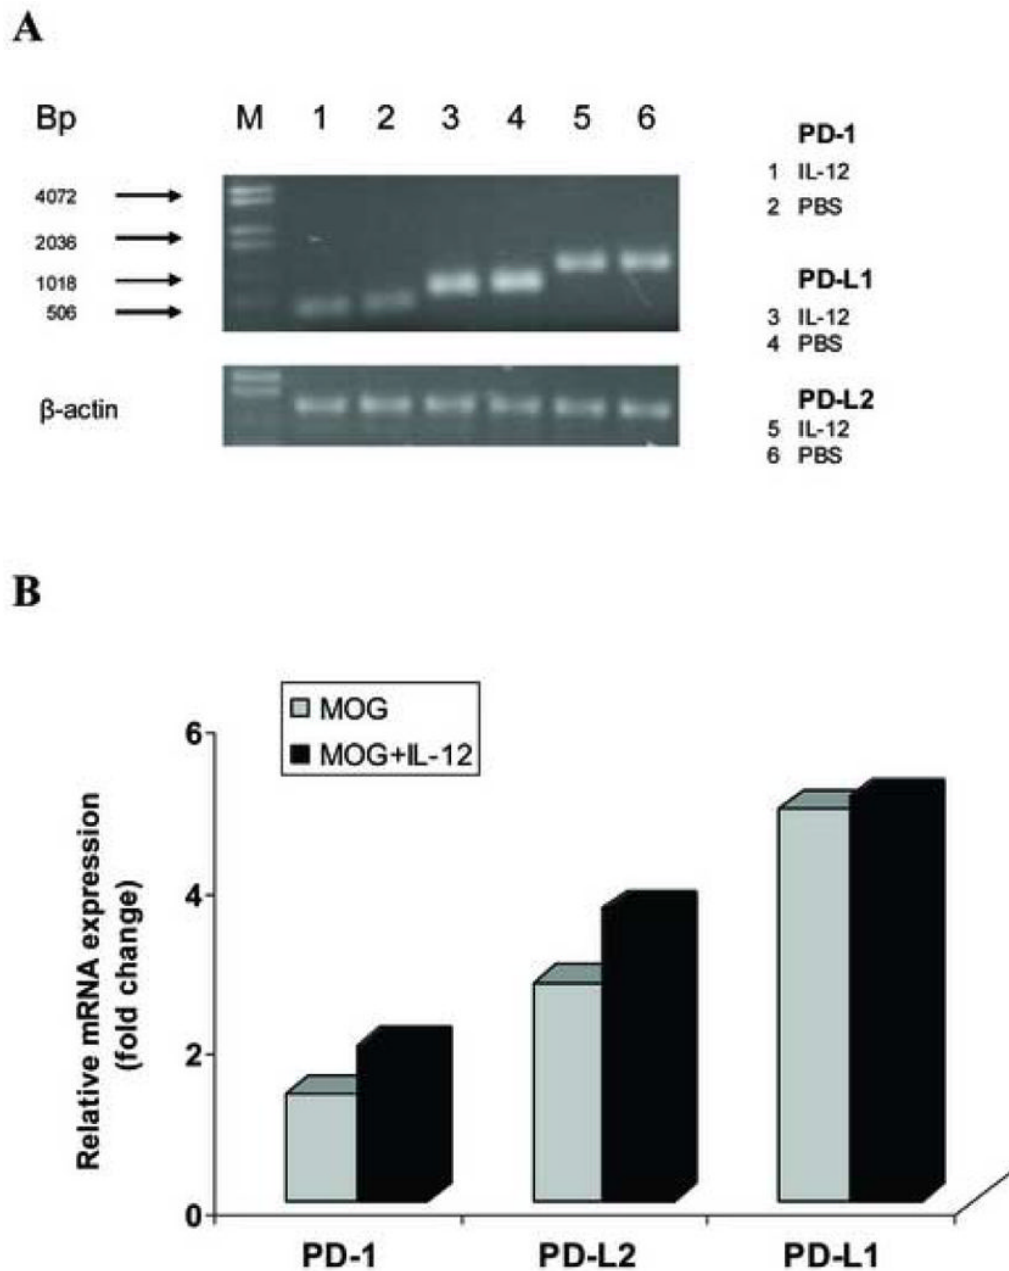 A
Bp M 1 2 3 4 5 6
4072
2036
1018
506
β-actin
PD-1
1 IL-12
2 PBS
PD-L1
3 IL-12
4 PBS
PD-L2
5 IL-12
6 PBS
B
MOG
MOG+IL-12
Relative mRNA expression
(fold change)
6
4
2
0
PD-1 PD-L2 PD-L1